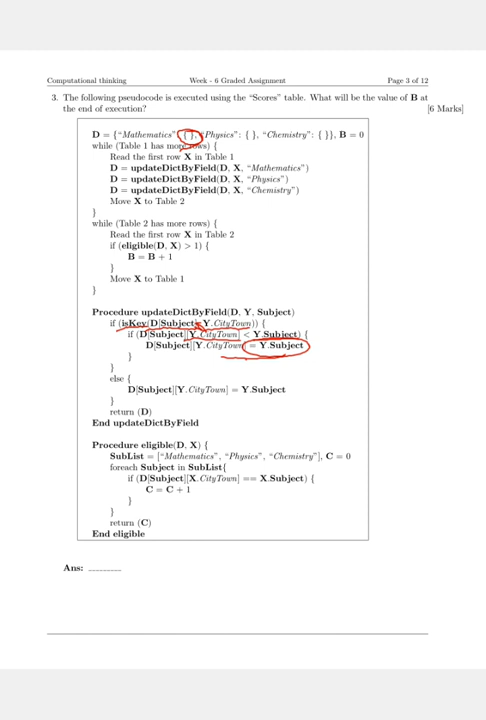 Computational thinking Week - 6 Graded Assignment Page 3 of 12
3. The following pseudocode is executed using the "Scores" table. What will be the value of B at
the end of execution? [6 Marks]
D = {"Mathematics": { }, "Physics": { }, "Chemistry": { }}, B = 0
while (Table 1 has more rows) {
Read the first row X in Table 1
D = updateDictByField(D, X, "Mathematics")
D = updateDictByField(D, X, "Physics")
D = updateDictByField(D, X, "Chemistry")
Move X to Table 2
}
while (Table 2 has more rows) {
Read the first row X in Table 2
if (eligible(D, X) > 1) {
B = B + 1
}
Move X to Table 1
}
Procedure updateDictByField(D, Y, Subject)
if (isKey(D[Subject], Y.CityTown)) {
if (D[Subject][Y.CityTown] < Y.Subject) {
D[Subject][Y.CityTown] = Y.Subject
}
}
else {
D[Subject][Y.CityTown] = Y.Subject
}
return (D)
End updateDictByField
Procedure eligible(D, X) {
SubList = ["Mathematics", "Physics", "Chemistry"], C = 0
foreach Subject in SubList{
if (D[Subject][X.CityTown] == X.Subject) {
C = C + 1
}
}
return (C)
End eligible
Ans: ________